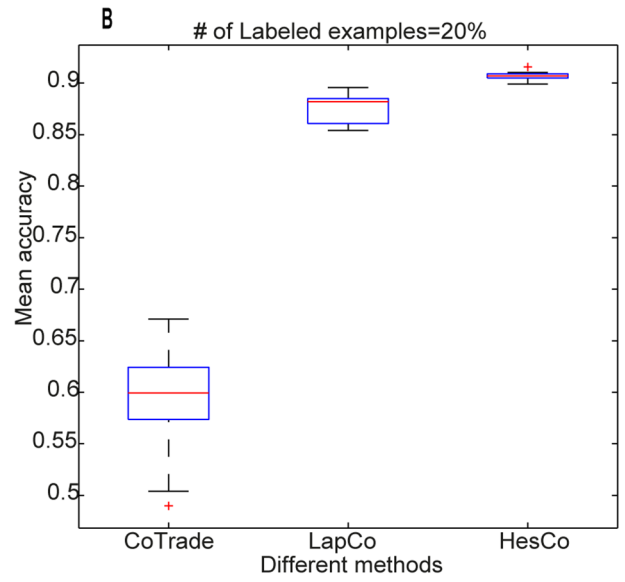 B
# of Labeled examples=20%
0.9
0.85
0.8
0.75
0.7
0.65
0.6
0.55
0.5
Mean accuracy
CoTrade LapCo HesCo
Different methods